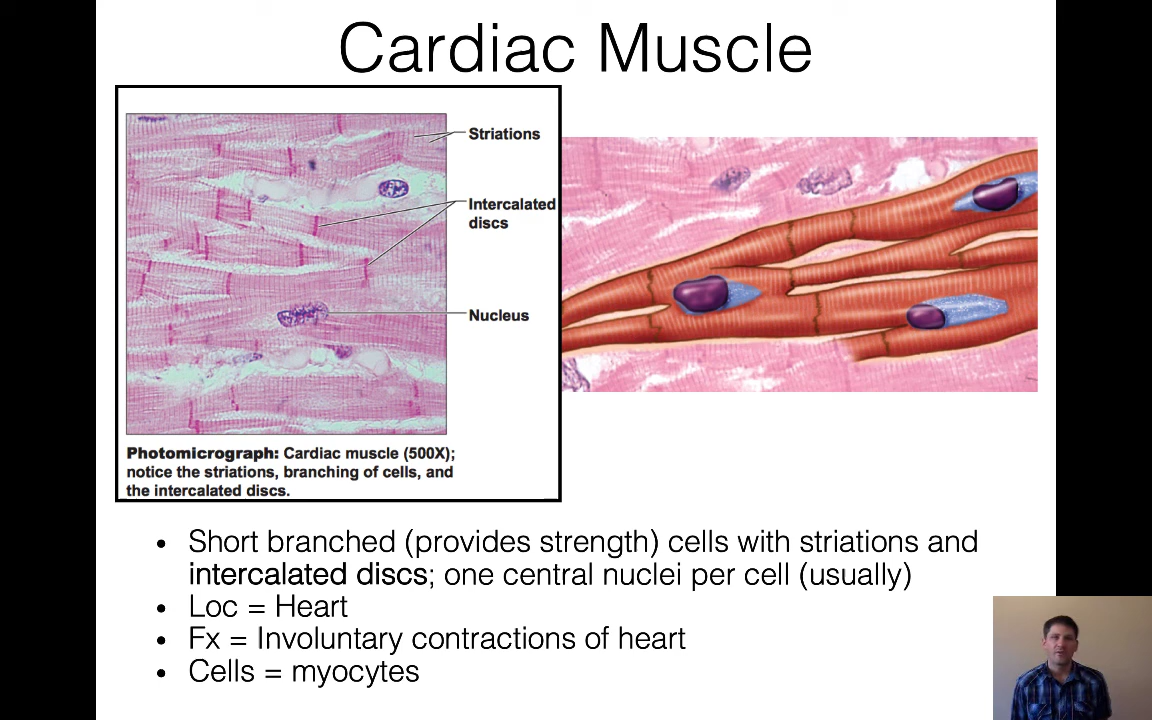 Cardiac Muscle
Striations
Intercalated
discs
Nucleus
Photomicrograph: Cardiac muscle (500X);
notice the striations, branching of cells, and
the intercalated discs.
• Short branched (provides strength) cells with striations and
intercalated discs; one central nuclei per cell (usually)
• Loc = Heart
• Fx = Involuntary contractions of heart
• Cells = myocytes